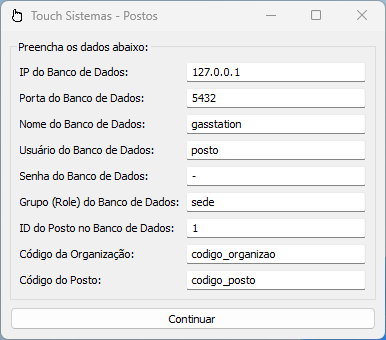 Touch Sistemas - Postos
Preencha os dados abaixo:
IP do Banco de Dados: 127.0.0.1
Porta do Banco de Dados: 5432
Nome do Banco de Dados: gasstation
Usuário do Banco de Dados: posto
Senha do Banco de Dados: -
Grupo (Role) do Banco de Dados: sede
ID do Posto no Banco de Dados: 1
Código da Organização: codigo_organizao
Código do Posto: codigo_posto
Continuar